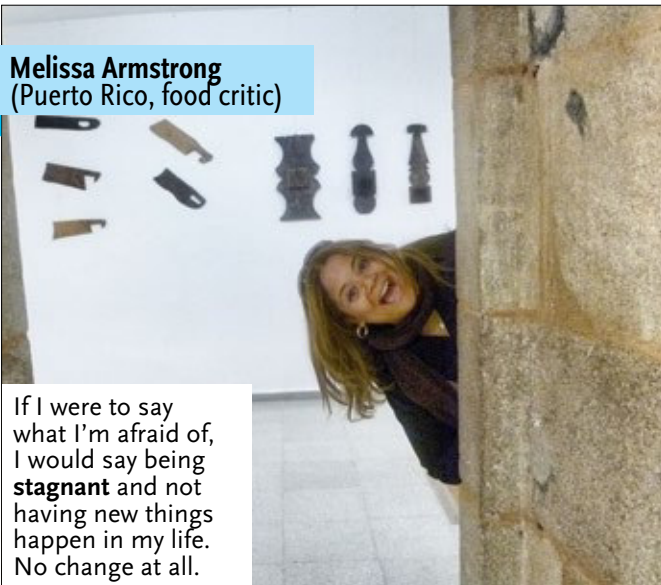 Melissa Armstrong
(Puerto Rico, food critic)
If I were to say
what I'm afraid of,
I would say being
stagnant and not
having new things
happen in my life.
No change at all.